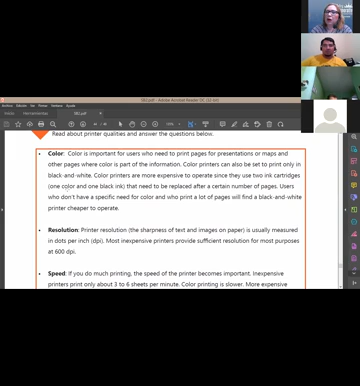 Inicio Herramientas
Read about printer qualities and answer the questions below.
• Color: Color is important for users who need to print pages for presentations or maps and
other pages where color is part of the information. Color printers can also be set to print only in
black-and-white. Color printers are more expensive to operate since they use two ink cartridges
(one color and one black ink) that need to be replaced after a certain number of pages. Users
who don't have a specific need for color and who print a lot of pages will find a black-and-white
printer cheaper to operate.
• Resolution: Printer resolution (the sharpness of text and images on paper) is usually measured
in dots per inch (dpi). Most inexpensive printers provide sufficient resolution for most purposes
at 600 dpi.
• Speed: If you do much printing, the speed of the printer becomes important. Inexpensive
printers print only about 3 to 6 sheets per minute. Color printing is slower. More expensive